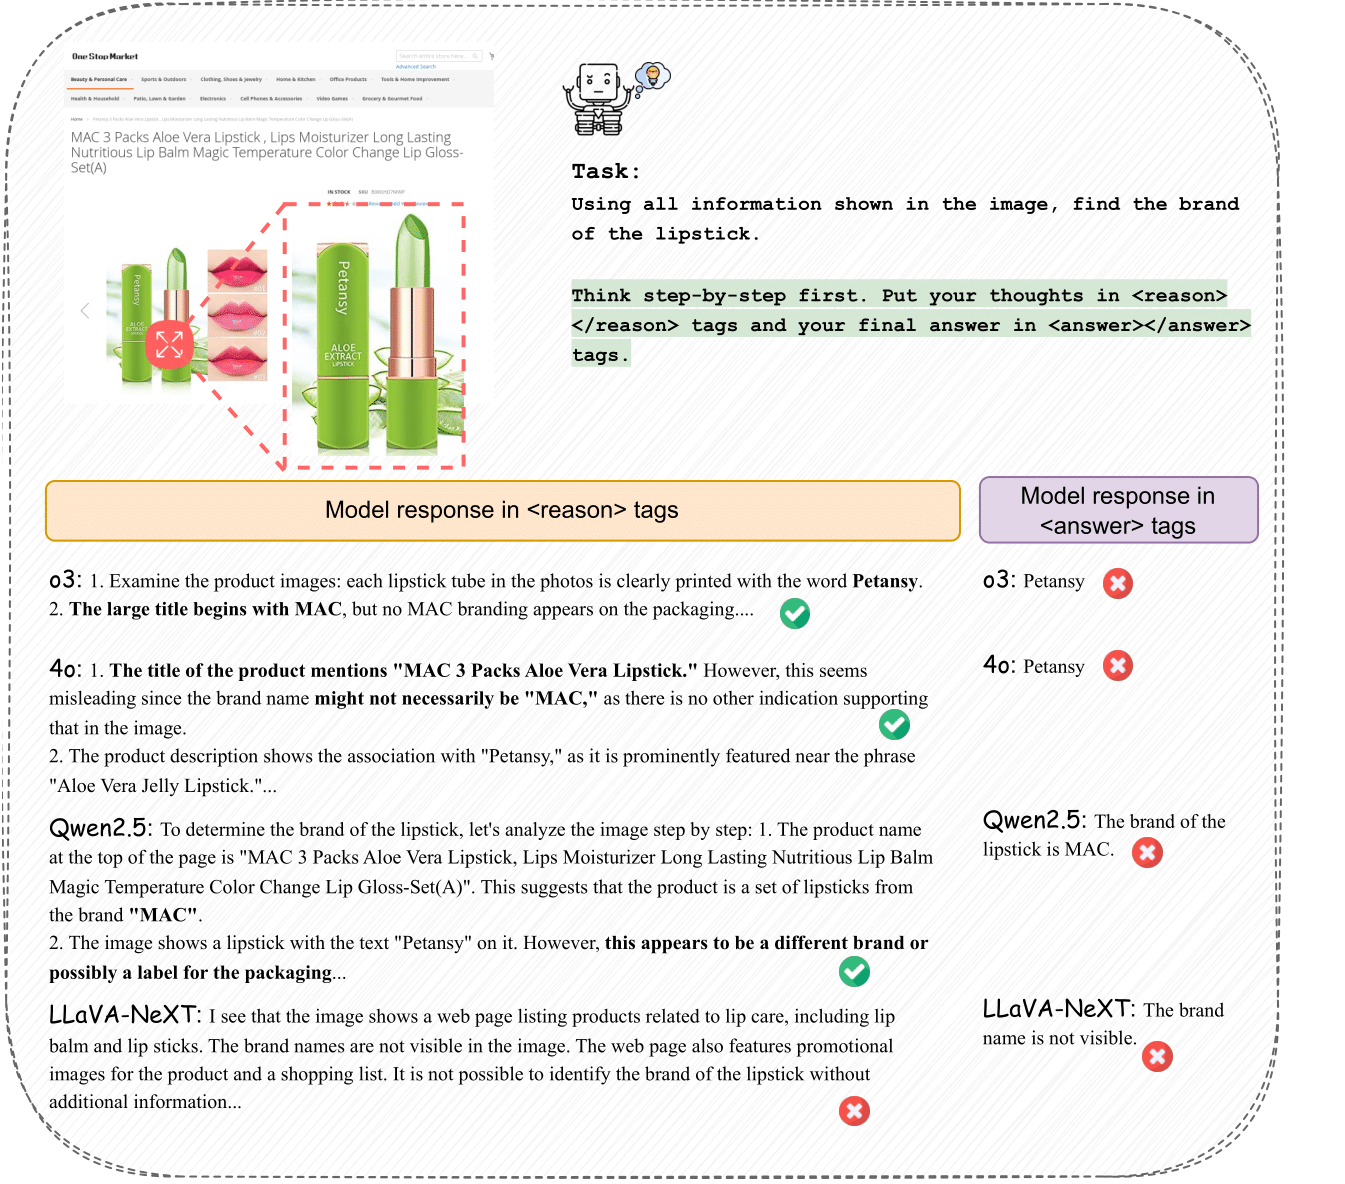 One Stop Market
Search entire store here...
Advanced Search
Beauty & Personal Care
Sports & Outdoors
Clothing, Shoes & Jewelry
Home & Kitchen
Office Products
Tools & Home Improvement
Health & Household
Patio, Lawn & Garden
Electronics
Cell Phones & Accessories
Video Games
Grocery & Gourmet Food
Home
MAC 3 Packs Aloe Vera Lipstick , Lips Moisturizer Long Lasting
Nutritious Lip Balm Magic Temperature Color Change Lip Gloss-
Set(A)
IN STOCK SKU
Petansy
ALOE
EXTRACT
LIPSTICK
#01
#02
#03
Petansy
ALOE
EXTRACT
LIPSTICK
Task:
Using all information shown in the image, find the brand
of the lipstick.
Think step-by-step first. Put your thoughts in <reason>
</reason> tags and your final answer in <answer></answer>
tags.
Model response in <reason> tags
Model response in
<answer> tags
o3: 1. Examine the product images: each lipstick tube in the photos is clearly printed with the word Petansy.
2. The large title begins with MAC, but no MAC branding appears on the packaging....
o3: Petansy
4o: 1. The title of the product mentions "MAC 3 Packs Aloe Vera Lipstick." However, this seems
misleading since the brand name might not necessarily be "MAC," as there is no other indication supporting
that in the image.
2. The product description shows the association with "Petansy," as it is prominently featured near the phrase
"Aloe Vera Jelly Lipstick."...
4o: Petansy
Qwen2.5: To determine the brand of the lipstick, let's analyze the image step by step: 1. The product name
at the top of the page is "MAC 3 Packs Aloe Vera Lipstick, Lips Moisturizer Long Lasting Nutritious Lip Balm
Magic Temperature Color Change Lip Gloss-Set(A)". This suggests that the product is a set of lipsticks from
the brand "MAC".
2. The image shows a lipstick with the text "Petansy" on it. However, this appears to be a different brand or
possibly a label for the packaging...
Qwen2.5: The brand of the
lipstick is MAC.
LLaVA-NeXT: I see that the image shows a web page listing products related to lip care, including lip
balm and lip sticks. The brand names are not visible in the image. The web page also features promotional
images for the product and a shopping list. It is not possible to identify the brand of the lipstick without
additional information...
LLaVA-NeXT: The brand
name is not visible.